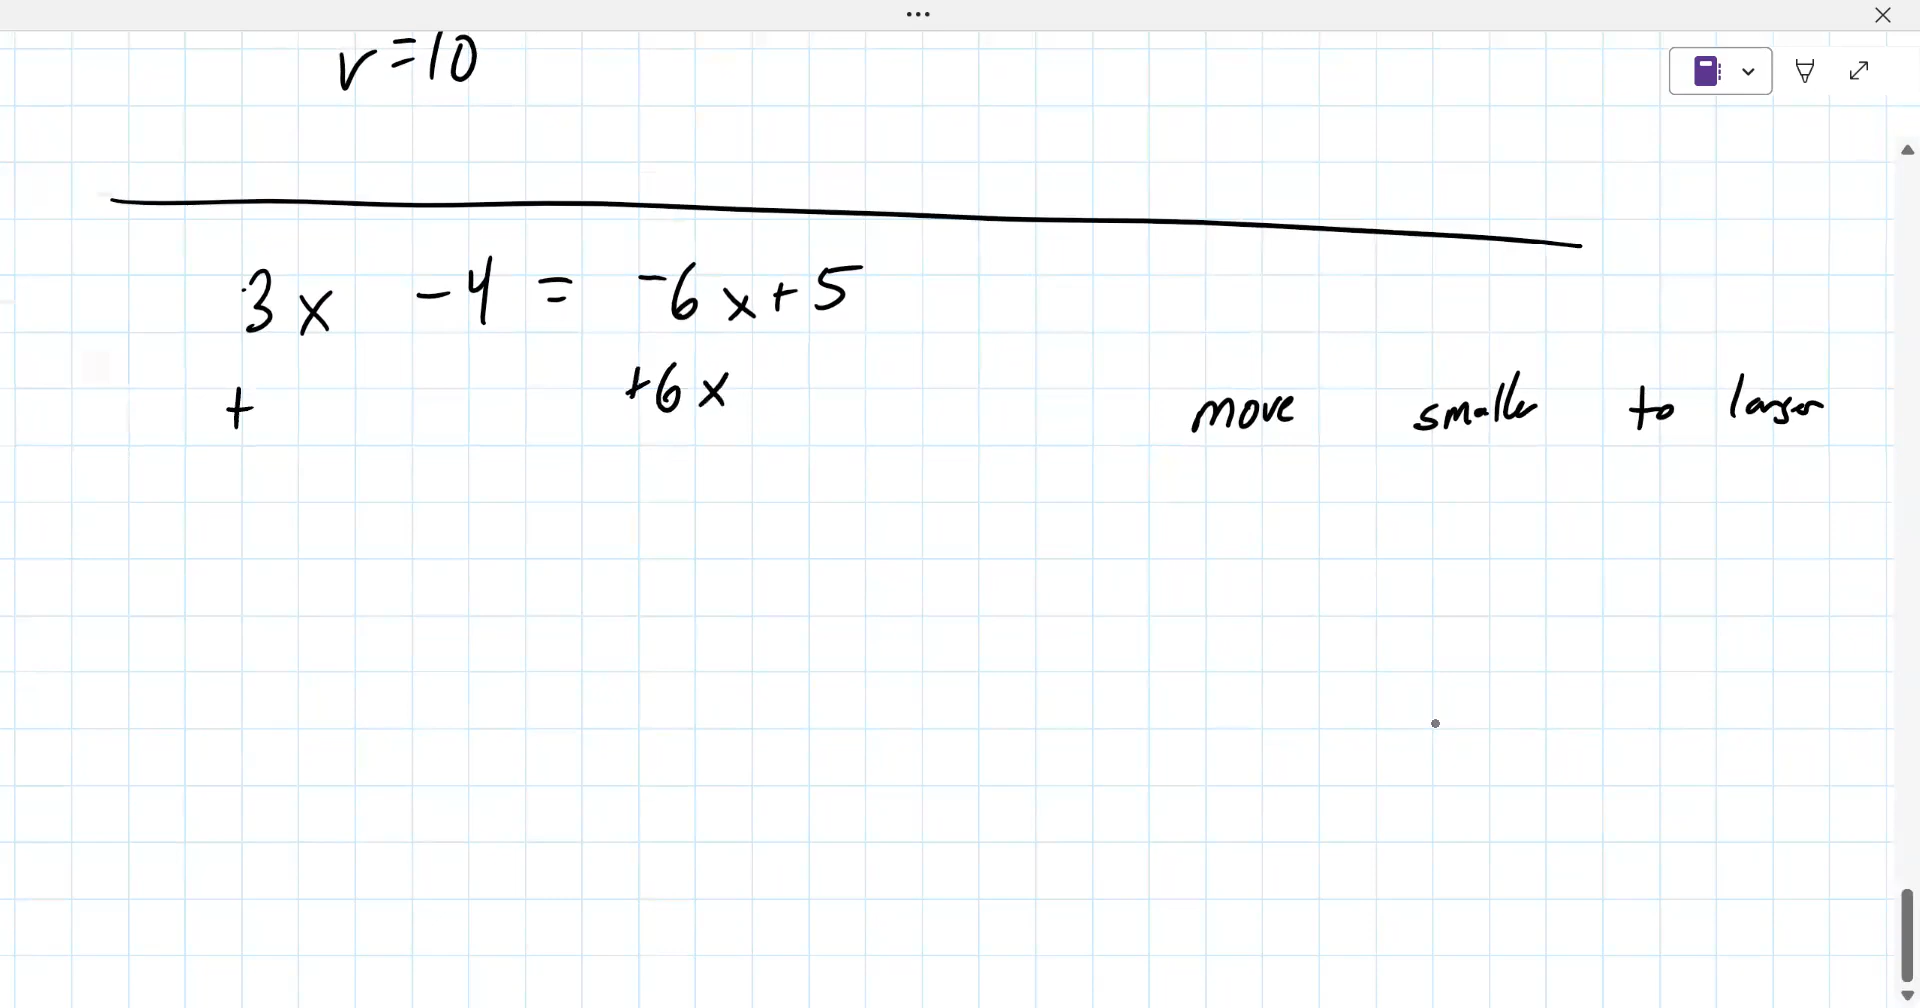 r=10
3x -4 = -6x+5
+ +6x
move smaller to larger